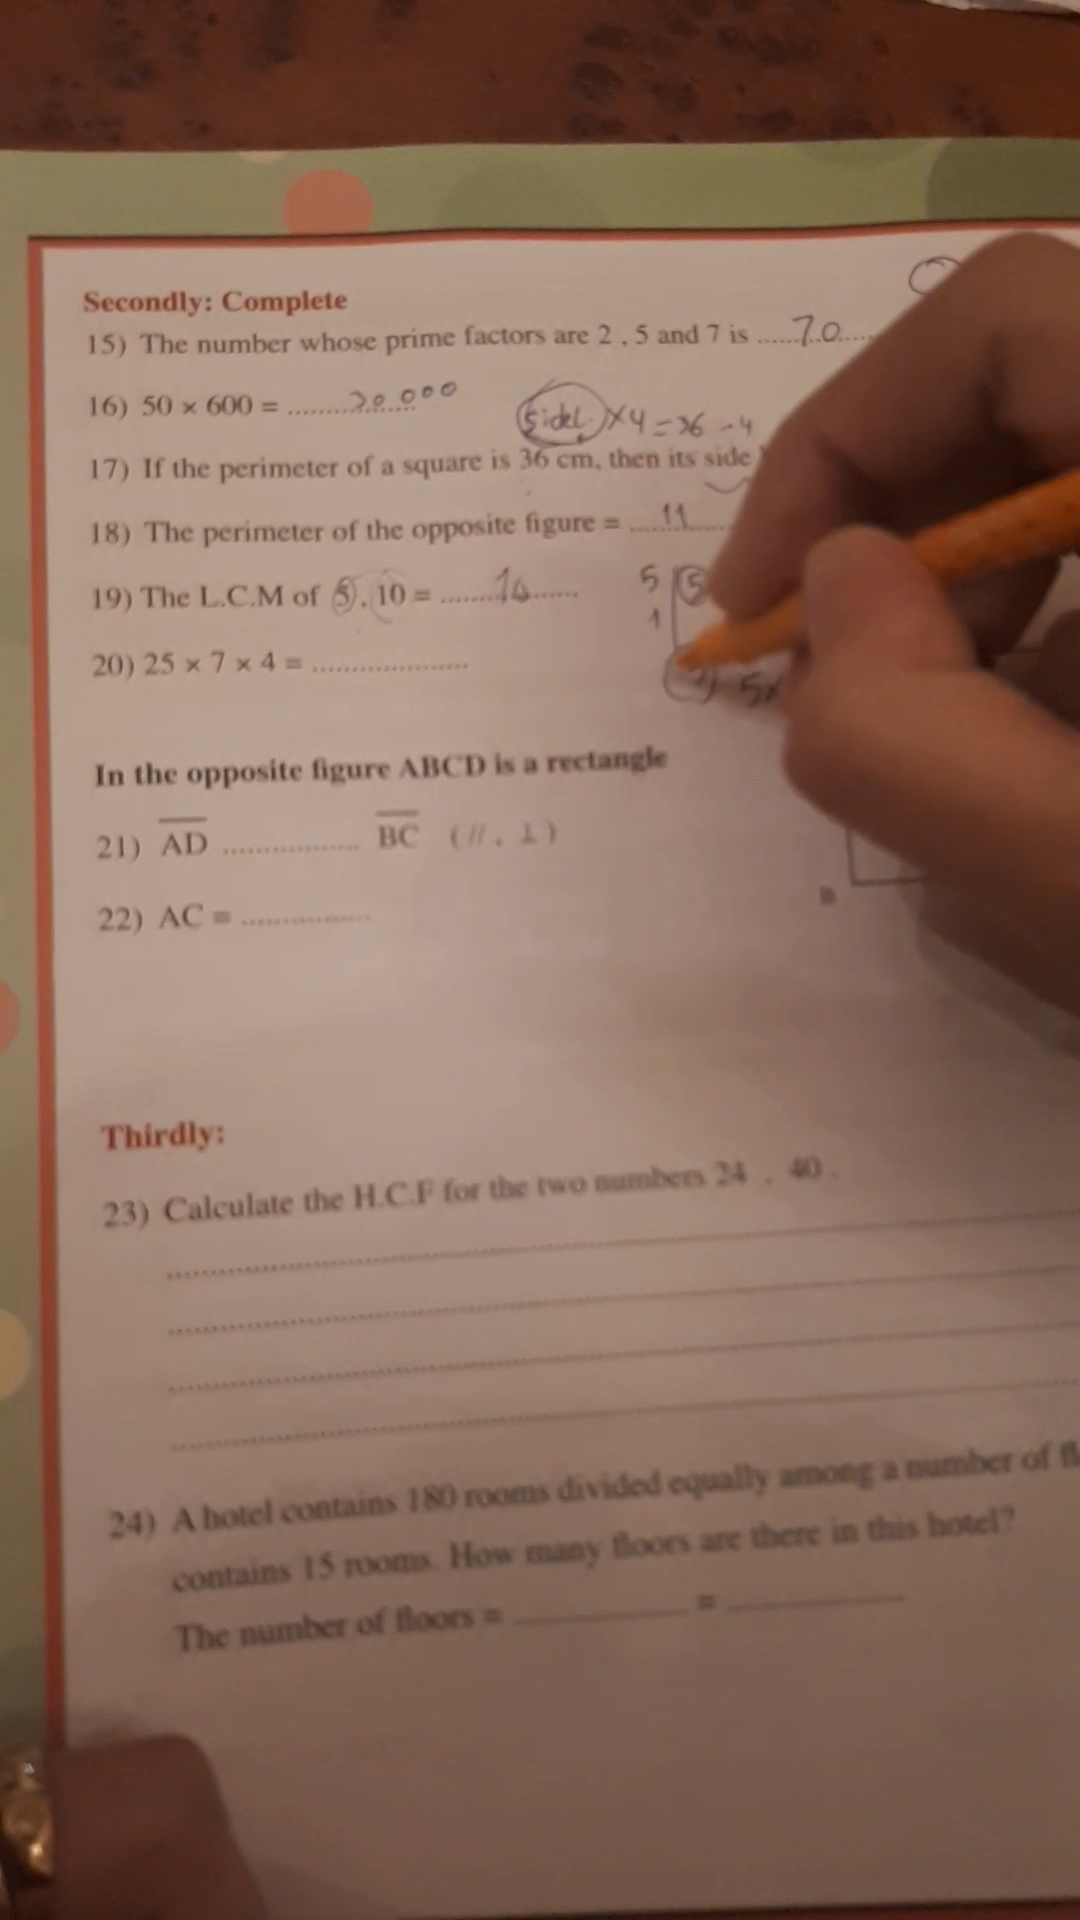 Secondly: Complete
15) The number whose prime factors are 2 , 5 and 7 is ......70.....
16) 50 × 600 = .........30000
side × 4 = 36 ÷ 4
17) If the perimeter of a square is 36 cm, then its side
18) The perimeter of the opposite figure = .....11......
19) The L.C.M of 5 , 10 = ........10.......
5 5
1
20) 25 × 7 × 4 = .....................
5×
In the opposite figure ABCD is a rectangle
21) AD .................. BC ( // , ⊥ )
22) AC = .................
B
Thirdly:
23) Calculate the H.C.F for the two numbers 24 , 40 .
24) A hotel contains 180 rooms divided equally among a number of
contains 15 rooms. How many floors are there in this hotel?
The number of floors = ____________ = ____________